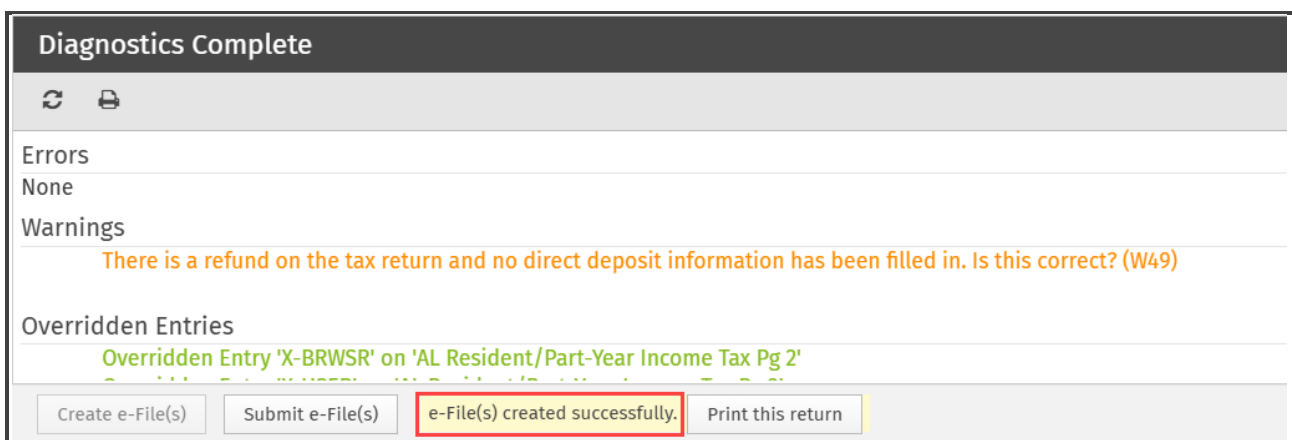 Diagnostics Complete
Errors
None
Warnings
There is a refund on the tax return and no direct deposit information has been filled in. Is this correct? (W49)
Overridden Entries
Overridden Entry 'X-BRWSR' on 'AL Resident/Part-Year Income Tax Pg 2'
Create e-File(s) Submit e-File(s) e-File(s) created successfully. Print this return